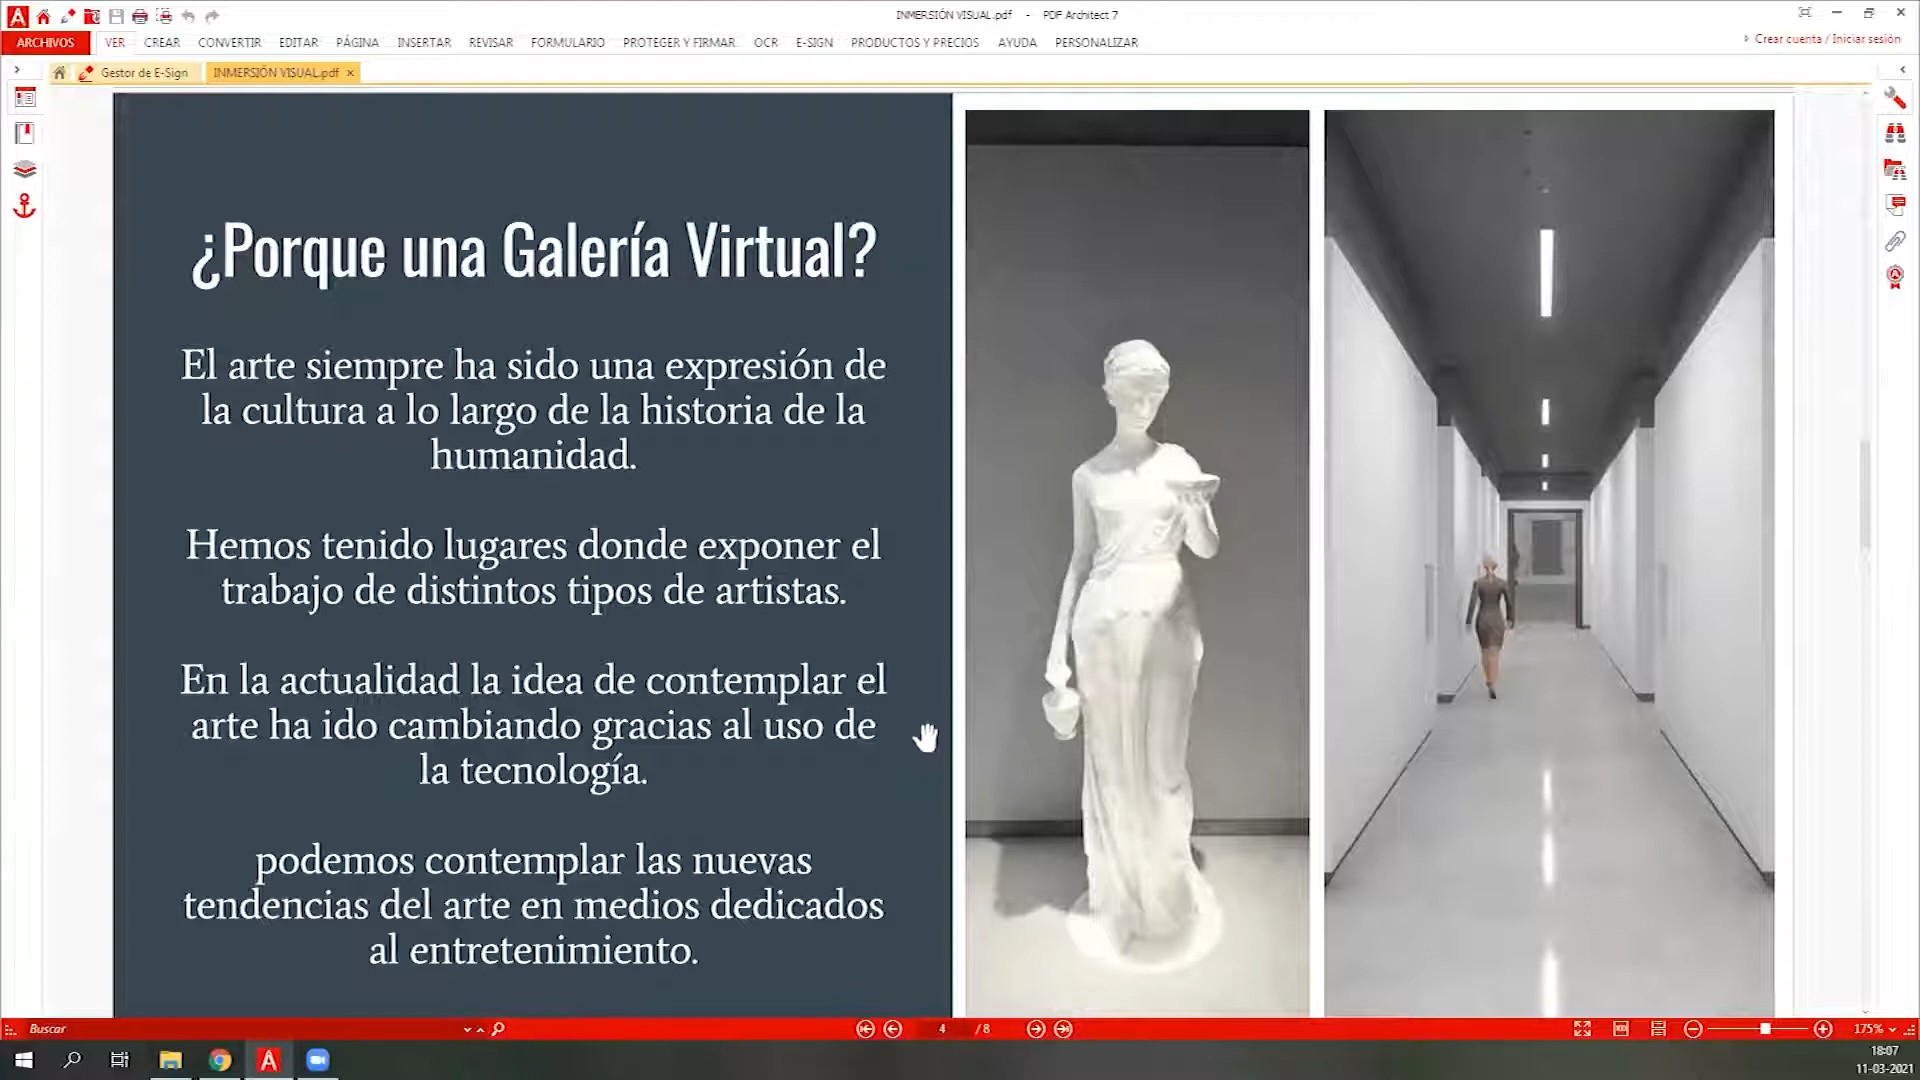 INMERSIÓN VISUAL.pdf - PDF Architect 7
ARCHIVOS VER CREAR CONVERTIR EDITAR PÁGINA INSERTAR REVISAR FORMULARIO PROTEGER Y FIRMAR OCR E-SIGN PRODUCTOS Y PRECIOS AYUDA PERSONALIZAR
Crear cuenta / Iniciar sesión
Gestor de E-Sign INMERSIÓN VISUAL.pdf
¿Porque una Galería Virtual?
El arte siempre ha sido una expresión de
la cultura a lo largo de la historia de la
humanidad.
Hemos tenido lugares donde exponer el
trabajo de distintos tipos de artistas.
En la actualidad la idea de contemplar el
arte ha ido cambiando gracias al uso de
la tecnología.
podemos contemplar las nuevas
tendencias del arte en medios dedicados
al entretenimiento.
Buscar 4 / 8 175%
18:07
11-03-2021